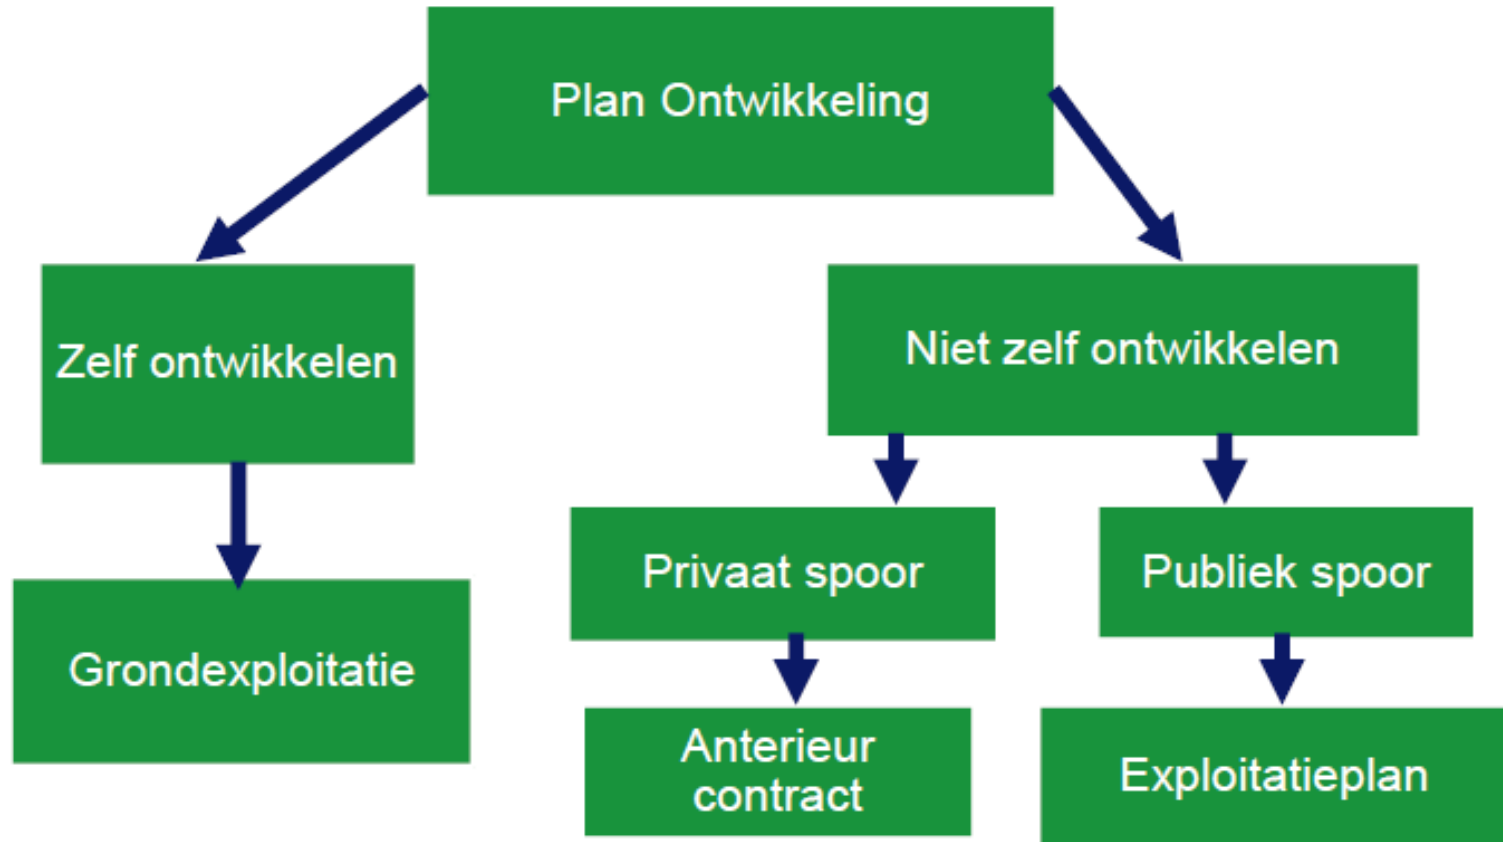 Plan Ontwikkeling
Zelf ontwikkelen
Niet zelf ontwikkelen
Privaat spoor
Publiek spoor
Grondexploitatie
Anterieur
contract
Exploitatieplan